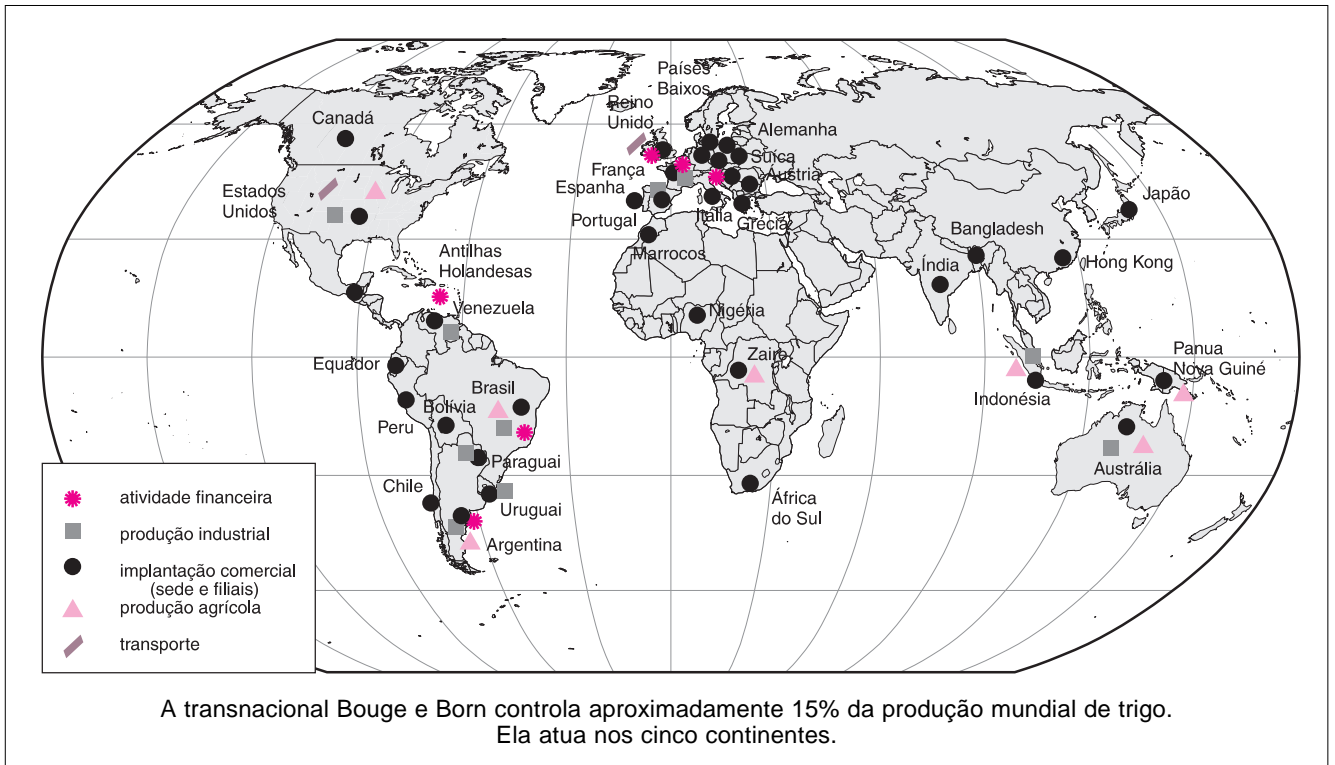 Países
Baixos
Reino
Unido
Canadá
Alemanha
Suíça
França
Áustria
Estados
Unidos
Espanha
Japão
Portugal
Itália
Grécia
Bangladesh
Antilhas
Holandesas
Marrocos
Índia
Hong Kong
Venezuela
Nigéria
Equador
Zaire
Panua
Nova Guiné
Brasil
Bolívia
Peru
Indonésia
Paraguai
Austrália
Chile
Uruguai
África
do Sul
Argentina
atividade financeira
produção industrial
implantação comercial
(sede e filiais)
produção agrícola
transporte
A transnacional Bouge e Born controla aproximadamente 15% da produção mundial de trigo.
Ela atua nos cinco continentes.